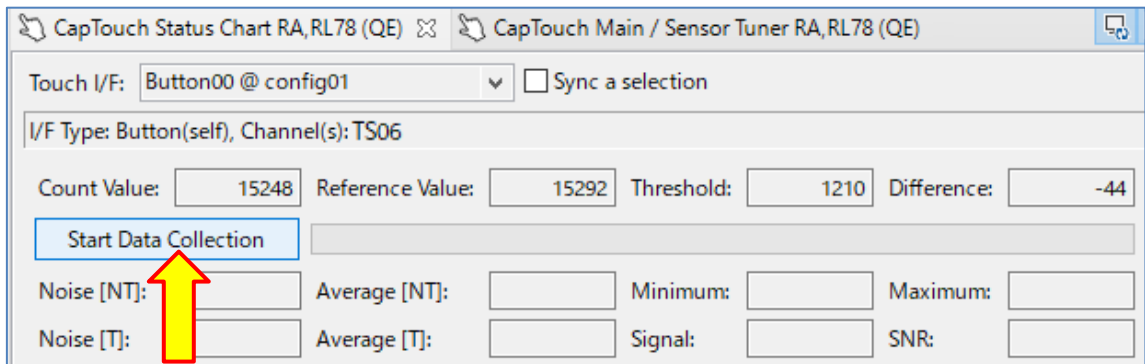 CapTouch Status Chart RA,RL78 (QE) CapTouch Main / Sensor Tuner RA,RL78 (QE)
Touch I/F: Button00 @ config01 Sync a selection
I/F Type: Button(self), Channel(s): TS06
Count Value: 15248 Reference Value: 15292 Threshold: 1210 Difference: -44
Start Data Collection
Noise [NT]: Average [NT]: Minimum: Maximum:
Noise [T]: Average [T]: Signal: SNR: